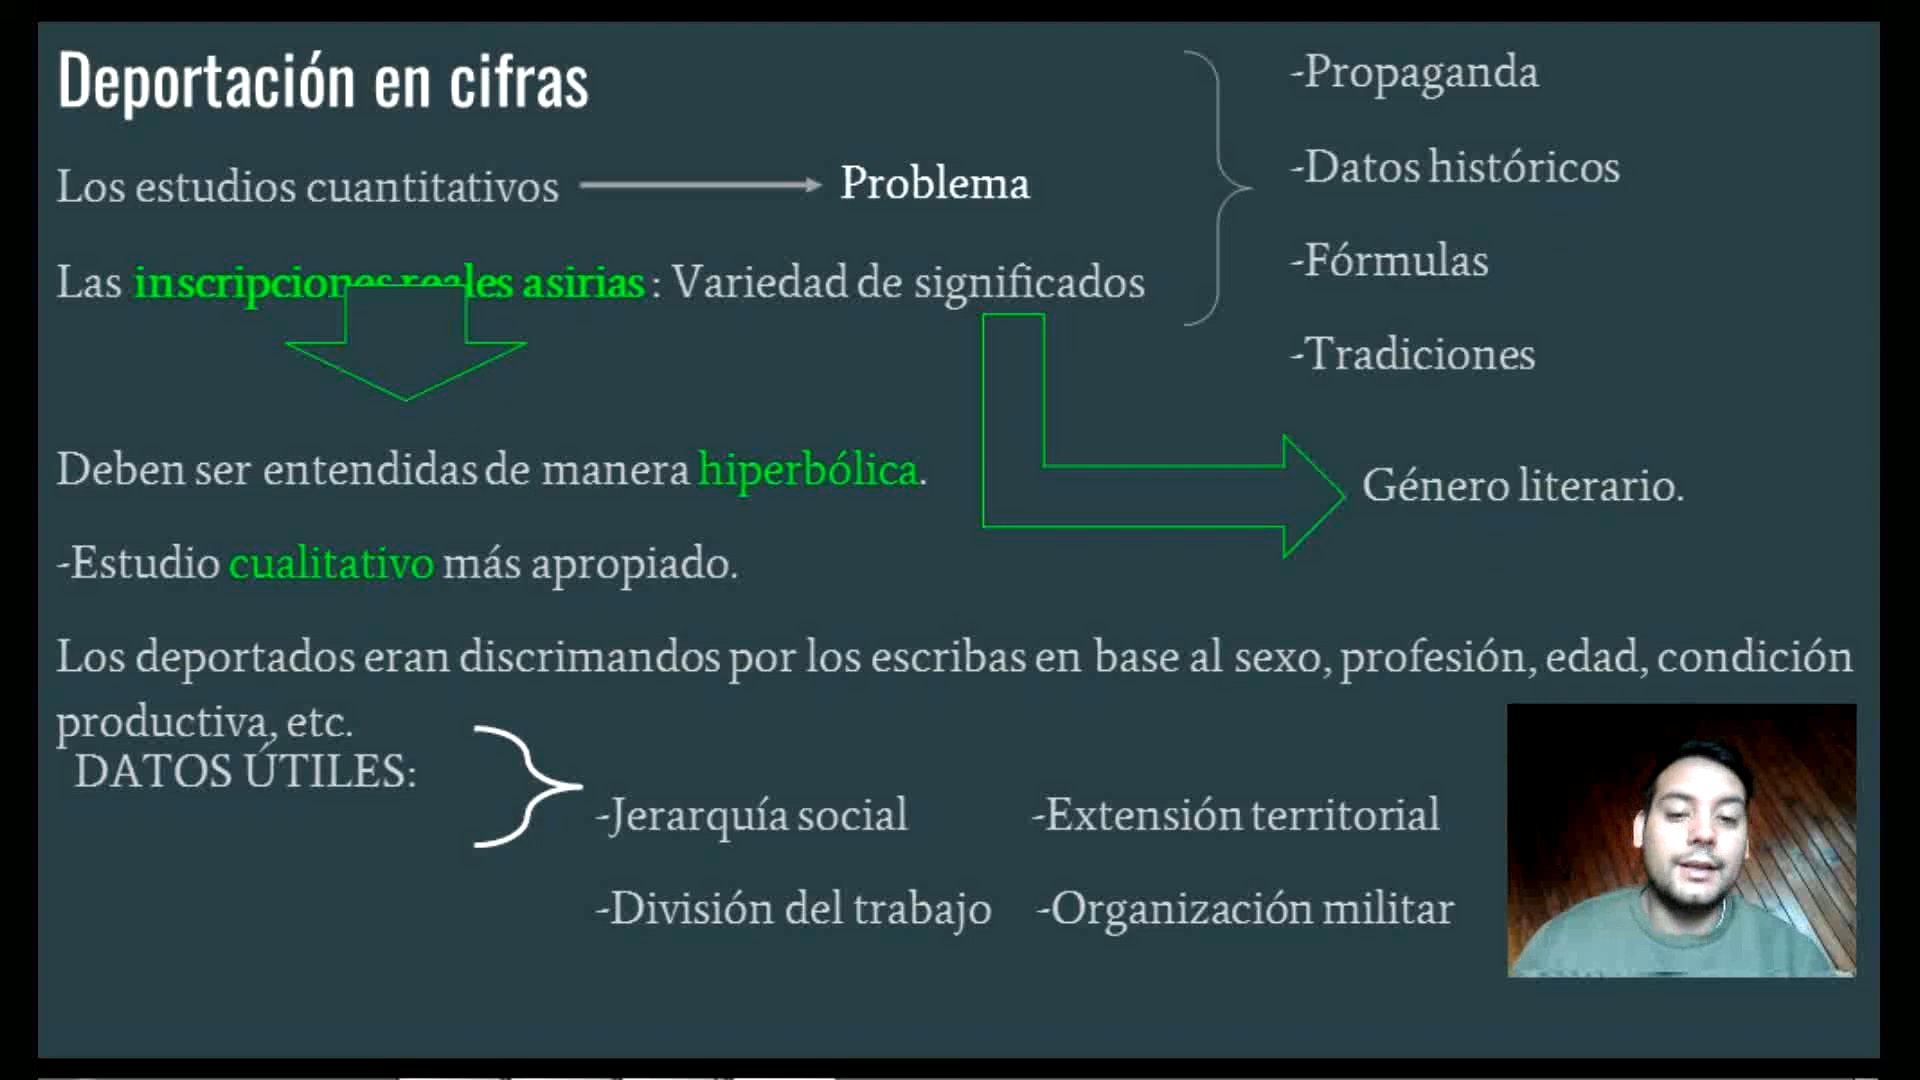 Deportación en cifras
Los estudios cuantitativos
Problema
Las inscripciones reales asirias : Variedad de significados
-Propaganda
-Datos históricos
-Fórmulas
-Tradiciones
Género literario.
Deben ser entendidas de manera hiperbólica.
-Estudio cualitativo más apropiado.
Los deportados eran discrimandos por los escribas en base al sexo, profesión, edad, condición
productiva, etc.
DATOS ÚTILES:
-Jerarquía social
-Extensión territorial
-División del trabajo
-Organización militar